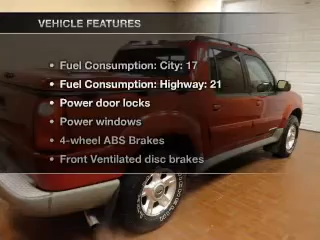 VEHICLE FEATURES
• Fuel Consumption: City: 17
• Fuel Consumption: Highway: 21
• Power door locks
• Power windows
• 4-wheel ABS Brakes
• Front Ventilated disc brakes